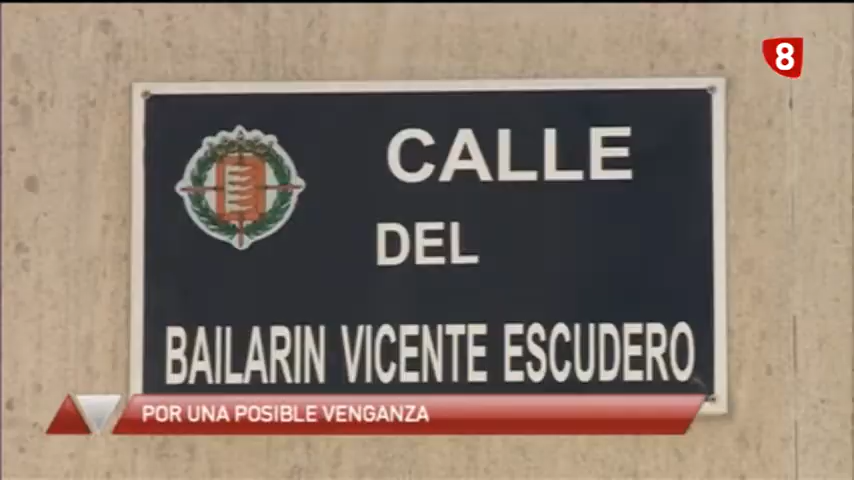 8
CALLE
DEL
BAILARIN VICENTE ESCUDERO
POR UNA POSIBLE VENGANZA